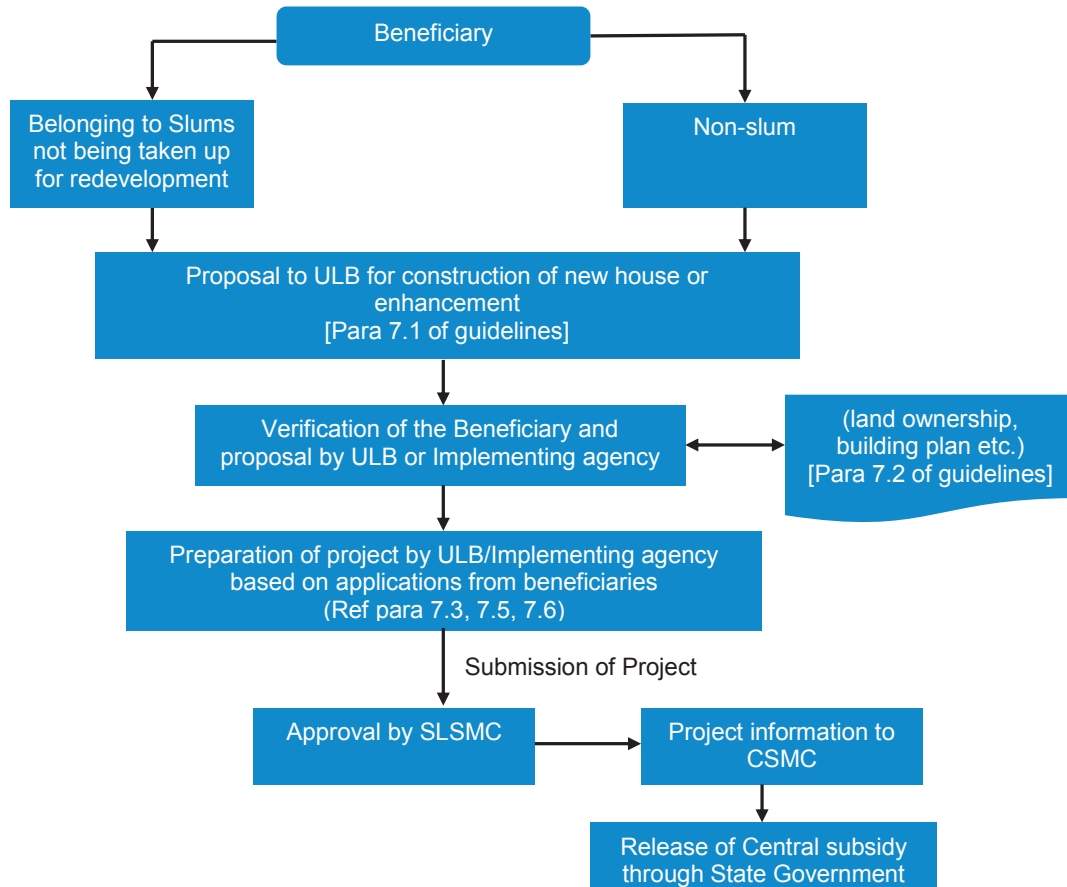 Beneficiary
Belonging to Slums
not being taken up
for redevelopment
Non-slum
Proposal to ULB for construction of new house or
enhancement
[Para 7.1 of guidelines]
Verification of the Beneficiary and
proposal by ULB or Implementing agency
(land ownership,
building plan etc.)
[Para 7.2 of guidelines]
Preparation of project by ULB/Implementing agency
based on applications from beneficiaries
(Ref para 7.3, 7.5, 7.6)
Submission of Project
Approval by SLSMC
Project information to
CSMC
Release of Central subsidy
through State Government